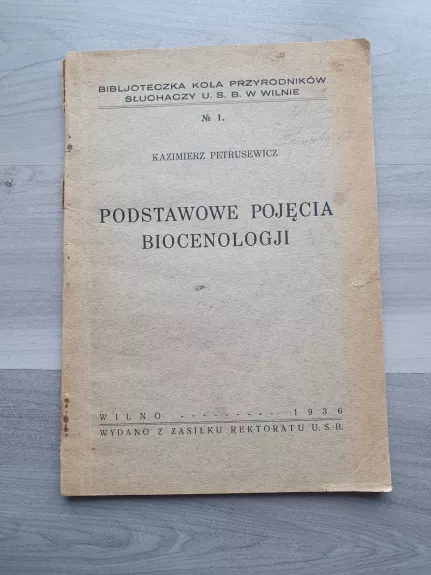 BIBLJOTECZKA KOŁA PRZYRODNIKÓW
SŁUCHACZY U. S. B. W WILNIE
№ 1.
KAZIMIERZ PETRUSEWICZ
PODSTAWOWE POJĘCIA
BIOCENOLOGJI
WILNO - - - - - - - - - 1936
WYDANO Z ZASIŁKU REKTORATU U. S. B.